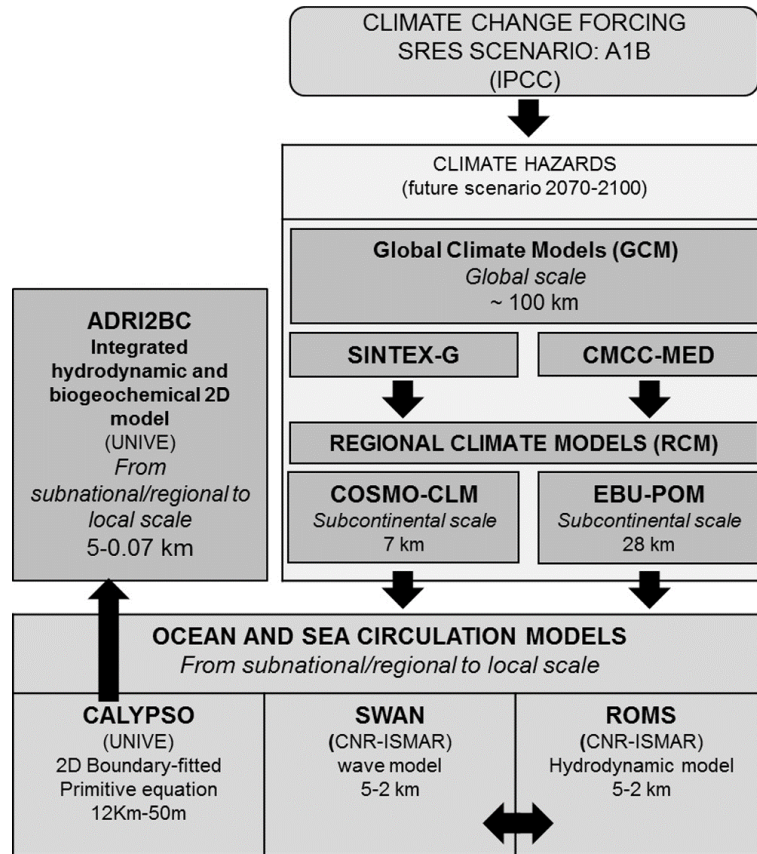 CLIMATE CHANGE FORCING
SRES SCENARIO: A1B
(IPCC)
CLIMATE HAZARDS
(future scenario 2070-2100)
Global Climate Models (GCM)
Global scale
~ 100 km
SINTEX-G
CMCC-MED
REGIONAL CLIMATE MODELS (RCM)
COSMO-CLM
Subcontinental scale
7 km
EBU-POM
Subcontinental scale
28 km
ADRI2BC
Integrated
hydrodynamic and
biogeochemical 2D
model
(UNIVE)
From
subnational/regional to
local scale
5-0.07 km
OCEAN AND SEA CIRCULATION MODELS
From subnational/regional to local scale
CALYPSO
(UNIVE)
2D Boundary-fitted
Primitive equation
12Km-50m
SWAN
(CNR-ISMAR)
wave model
5-2 km
ROMS
(CNR-ISMAR)
Hydrodynamic model
5-2 km